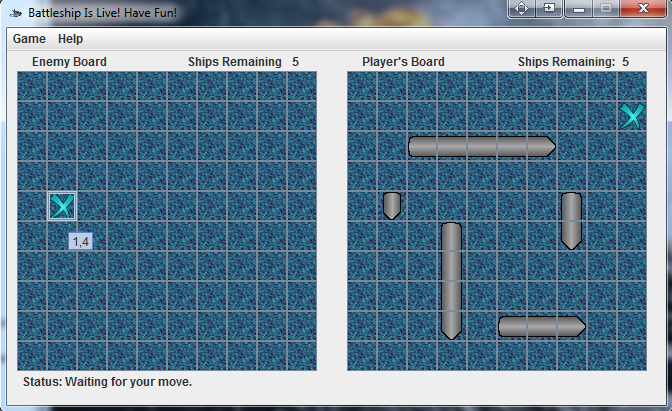 Battleship Is Live! Have Fun!
Game Help
Enemy Board Ships Remaining 5
Player's Board Ships Remaining: 5
1,4
Status: Waiting for your move.